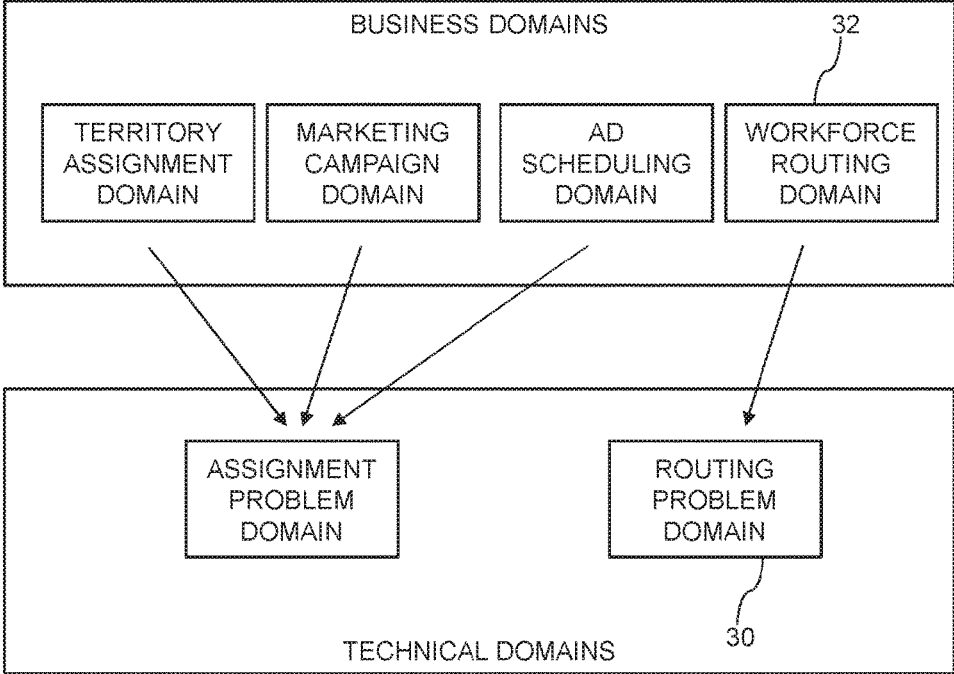 BUSINESS DOMAINS
32
TERRITORY
ASSIGNMENT
DOMAIN
MARKETING
CAMPAIGN
DOMAIN
AD
SCHEDULING
DOMAIN
WORKFORCE
ROUTING
DOMAIN
ASSIGNMENT
PROBLEM
DOMAIN
ROUTING
PROBLEM
DOMAIN
30
TECHNICAL DOMAINS